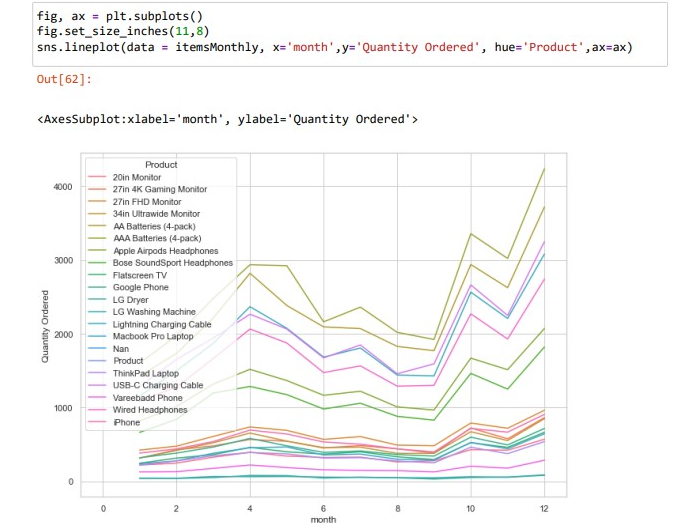 fig, ax = plt.subplots()
fig.set_size_inches(11,8)
sns.lineplot(data = itemsMonthly, x='month',y='Quantity Ordered', hue='Product',ax=ax)
Out[62]:
<AxesSubplot:xlabel='month', ylabel='Quantity Ordered'>
Product
20in Monitor
27in 4K Gaming Monitor
27in FHD Monitor
34in Ultrawide Monitor
AA Batteries (4-pack)
AAA Batteries (4-pack)
Apple Airpods Headphones
Bose SoundSport Headphones
Flatscreen TV
Google Phone
LG Dryer
LG Washing Machine
Lightning Charging Cable
Macbook Pro Laptop
Nan
Product
ThinkPad Laptop
USB-C Charging Cable
Vareebadd Phone
Wired Headphones
iPhone
4000
3000
2000
1000
0
Quantity Ordered
0 2 4 6 8 10 12
month